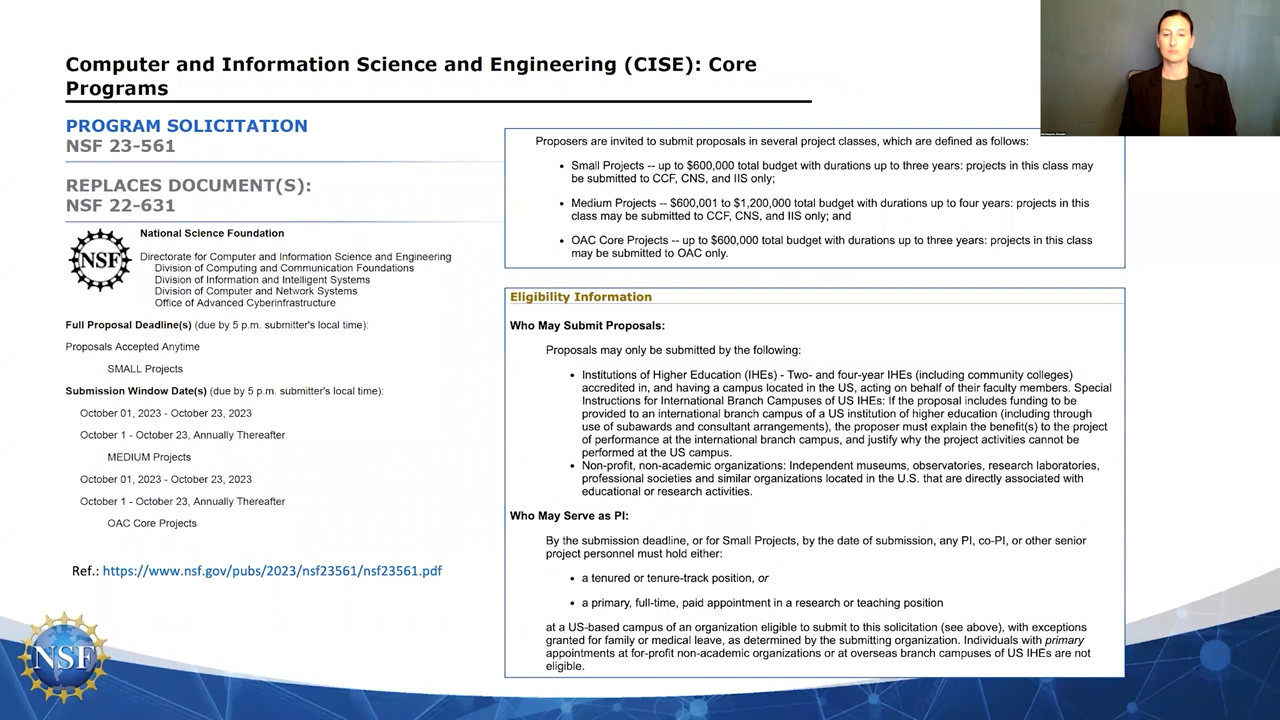 Computer and Information Science and Engineering (CISE): Core
Programs
PROGRAM SOLICITATION
NSF 23-561
REPLACES DOCUMENT(S):
NSF 22-631
NSF
National Science Foundation
Directorate for Computer and Information Science and Engineering
Division of Computing and Communication Foundations
Division of Information and Intelligent Systems
Division of Computer and Network Systems
Office of Advanced Cyberinfrastructure
Full Proposal Deadline(s) (due by 5 p.m. submitter's local time):
Proposals Accepted Anytime
SMALL Projects
Submission Window Date(s) (due by 5 p.m. submitter's local time):
October 01, 2023 - October 23, 2023
October 1 - October 23, Annually Thereafter
MEDIUM Projects
October 01, 2023 - October 23, 2023
October 1 - October 23, Annually Thereafter
OAC Core Projects
Ref.: https://www.nsf.gov/pubs/2023/nsf23561/nsf23561.pdf
NSF
Proposers are invited to submit proposals in several project classes, which are defined as follows:
• Small Projects -- up to $600,000 total budget with durations up to three years: projects in this class may
be submitted to CCF, CNS, and IIS only;
• Medium Projects -- $600,001 to $1,200,000 total budget with durations up to four years: projects in this
class may be submitted to CCF, CNS, and IIS only; and
• OAC Core Projects -- up to $600,000 total budget with durations up to three years: projects in this class
may be submitted to OAC only.
Eligibility Information
Who May Submit Proposals:
Proposals may only be submitted by the following:
• Institutions of Higher Education (IHEs) - Two- and four-year IHEs (including community colleges)
accredited in, and having a campus located in the US, acting on behalf of their faculty members. Special
Instructions for International Branch Campuses of US IHEs: If the proposal includes funding to be
provided to an international branch campus of a US institution of higher education (including through
use of subawards and consultant arrangements), the proposer must explain the benefit(s) to the project
of performance at the international branch campus, and justify why the project activities cannot be
performed at the US campus.
• Non-profit, non-academic organizations: Independent museums, observatories, research laboratories,
professional societies and similar organizations located in the U.S. that are directly associated with
educational or research activities.
Who May Serve as PI:
By the submission deadline, or for Small Projects, by the date of submission, any PI, co-PI, or other senior
project personnel must hold either:
• a tenured or tenure-track position, or
• a primary, full-time, paid appointment in a research or teaching position
at a US-based campus of an organization eligible to submit to this solicitation (see above), with exceptions
granted for family or medical leave, as determined by the submitting organization. Individuals with primary
appointments at for-profit non-academic organizations or at overseas branch campuses of US IHEs are not
eligible.